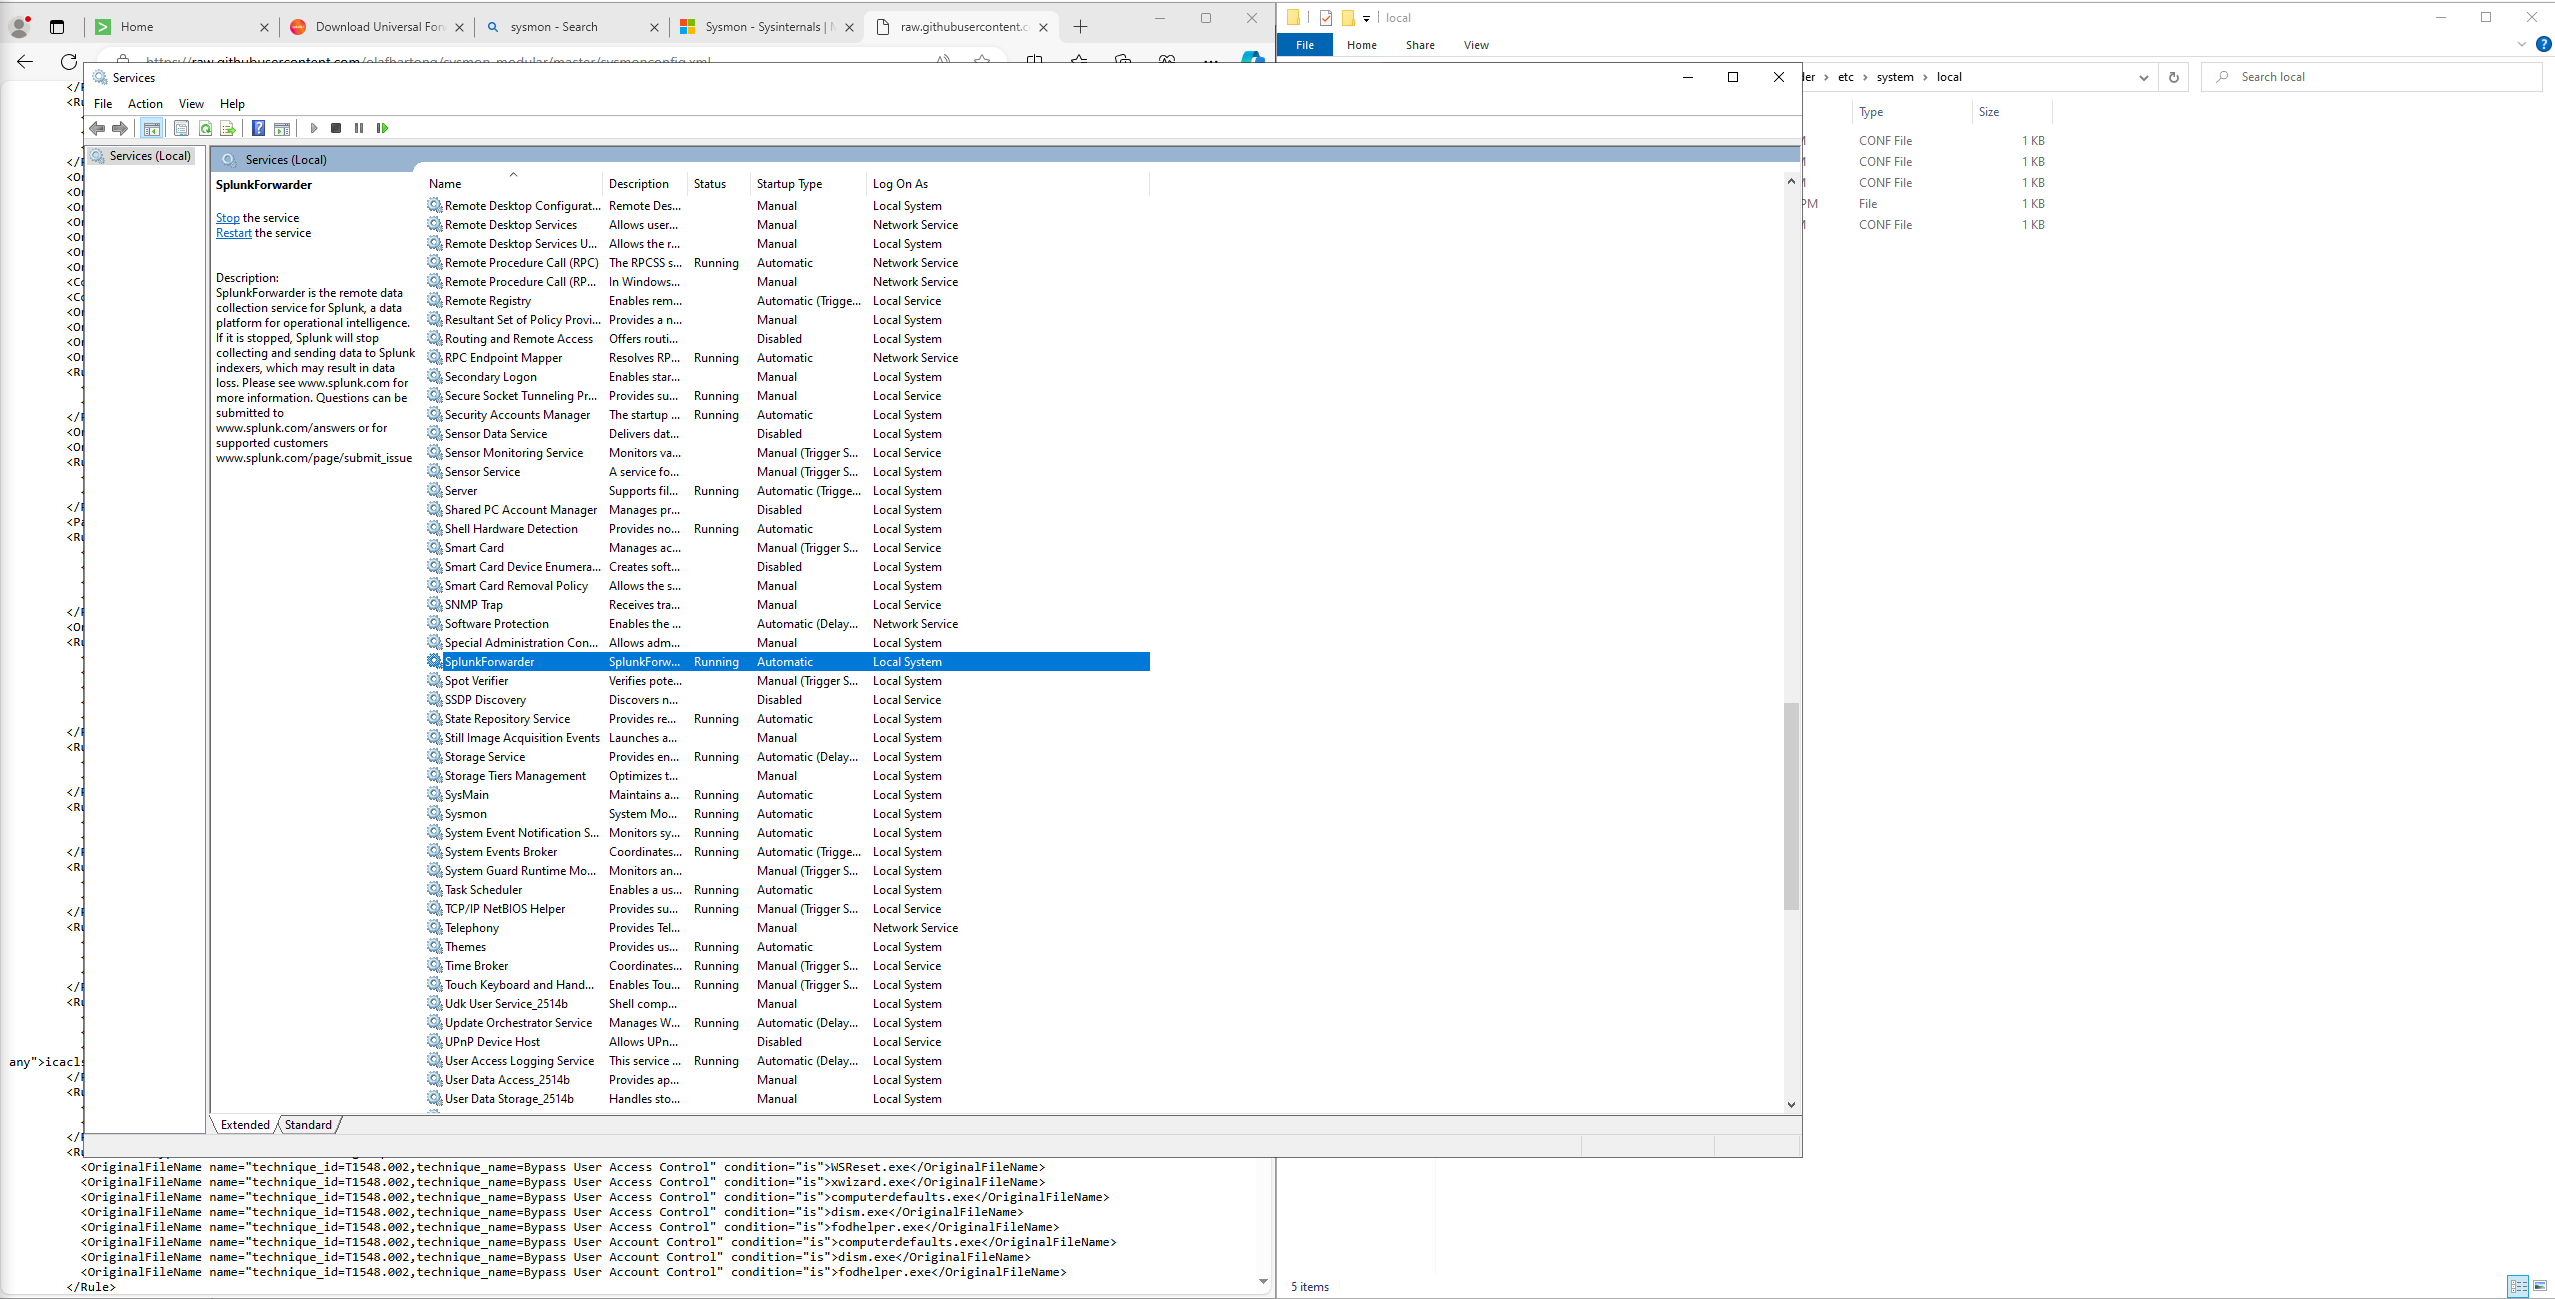 Home
Download Universal For
sysmon - Search
Sysmon - Sysinternals | M
raw.githubusercontent.c
https://raw.githubusercontent.com/olafhartong/sysmon-modular/master/sysmonconfig.xml
local
File Home Share View
Services
der > etc > system > local
Search local
File Action View Help
Type Size
CONF File 1 KB
CONF File 1 KB
CONF File 1 KB
PM File 1 KB
CONF File 1 KB
Services (Local)
Services (Local)
SplunkForwarder
Stop the service
Restart the service
Description:
SplunkForwarder is the remote data
collection service for Splunk, a data
platform for operational intelligence.
If it is stopped, Splunk will stop
collecting and sending data to Splunk
indexers, which may result in data
loss. Please see www.splunk.com for
more information. Questions can be
submitted to
www.splunk.com/answers or for
supported customers
www.splunk.com/page/submit_issue
Name Description Status Startup Type Log On As
Remote Desktop Configurat... Remote Des... Manual Local System
Remote Desktop Services Allows user... Manual Network Service
Remote Desktop Services U... Allows the r... Manual Local System
Remote Procedure Call (RPC) The RPCSS s... Running Automatic Network Service
Remote Procedure Call (RP... In Windows... Manual Network Service
Remote Registry Enables rem... Automatic (Trigge... Local Service
Resultant Set of Policy Provi... Provides a n... Manual Local System
Routing and Remote Access Offers routi... Disabled Local System
RPC Endpoint Mapper Resolves RP... Running Automatic Network Service
Secondary Logon Enables star... Manual Local System
Secure Socket Tunneling Pr... Provides su... Running Manual Local Service
Security Accounts Manager The startup ... Running Automatic Local System
Sensor Data Service Delivers dat... Disabled Local System
Sensor Monitoring Service Monitors va... Manual (Trigger S... Local Service
Sensor Service A service fo... Manual (Trigger S... Local System
Server Supports fil... Running Automatic (Trigge... Local System
Shared PC Account Manager Manages pr... Disabled Local System
Shell Hardware Detection Provides no... Running Automatic Local System
Smart Card Manages ac... Manual (Trigger S... Local Service
Smart Card Device Enumera... Creates soft... Disabled Local System
Smart Card Removal Policy Allows the s... Manual Local System
SNMP Trap Receives tra... Manual Local Service
Software Protection Enables the ... Automatic (Delay... Network Service
Special Administration Con... Allows adm... Manual Local System
SplunkForwarder SplunkForw... Running Automatic Local System
Spot Verifier Verifies pote... Manual (Trigger S... Local System
SSDP Discovery Discovers n... Disabled Local Service
State Repository Service Provides re... Running Automatic Local System
Still Image Acquisition Events Launches a... Manual Local System
Storage Service Provides en... Running Automatic (Delay... Local System
Storage Tiers Management Optimizes t... Manual Local System
SysMain Maintains a... Running Automatic Local System
Sysmon System Mo... Running Automatic Local System
System Event Notification S... Monitors sy... Running Automatic Local System
System Events Broker Coordinates... Running Automatic (Trigge... Local System
System Guard Runtime Mo... Monitors an... Manual (Trigger S... Local System
Task Scheduler Enables a us... Running Automatic Local System
TCP/IP NetBIOS Helper Provides su... Running Manual (Trigger S... Local Service
Telephony Provides Tel... Manual Network Service
Themes Provides us... Running Automatic Local System
Time Broker Coordinates... Running Manual (Trigger S... Local Service
Touch Keyboard and Hand... Enables Tou... Running Manual (Trigger S... Local System
Udk User Service_2514b Shell comp... Manual Local System
Update Orchestrator Service Manages W... Running Automatic (Delay... Local System
UPnP Device Host Allows UPn... Disabled Local Service
User Access Logging Service This service ... Running Automatic (Delay... Local System
User Data Access_2514b Provides ap... Manual Local System
User Data Storage_2514b Handles sto... Manual Local System
any">icacls
Extended Standard
<OriginalFileName name="technique_id=T1548.002,technique_name=Bypass User Access Control" condition="is">WSReset.exe</OriginalFileName>
<OriginalFileName name="technique_id=T1548.002,technique_name=Bypass User Access Control" condition="is">xwizard.exe</OriginalFileName>
<OriginalFileName name="technique_id=T1548.002,technique_name=Bypass User Access Control" condition="is">computerdefaults.exe</OriginalFileName>
<OriginalFileName name="technique_id=T1548.002,technique_name=Bypass User Access Control" condition="is">dism.exe</OriginalFileName>
<OriginalFileName name="technique_id=T1548.002,technique_name=Bypass User Access Control" condition="is">fodhelper.exe</OriginalFileName>
<OriginalFileName name="technique_id=T1548.002,technique_name=Bypass User Account Control" condition="is">computerdefaults.exe</OriginalFileName>
<OriginalFileName name="technique_id=T1548.002,technique_name=Bypass User Account Control" condition="is">dism.exe</OriginalFileName>
<OriginalFileName name="technique_id=T1548.002,technique_name=Bypass User Account Control" condition="is">fodhelper.exe</OriginalFileName>
</Rule>
5 items